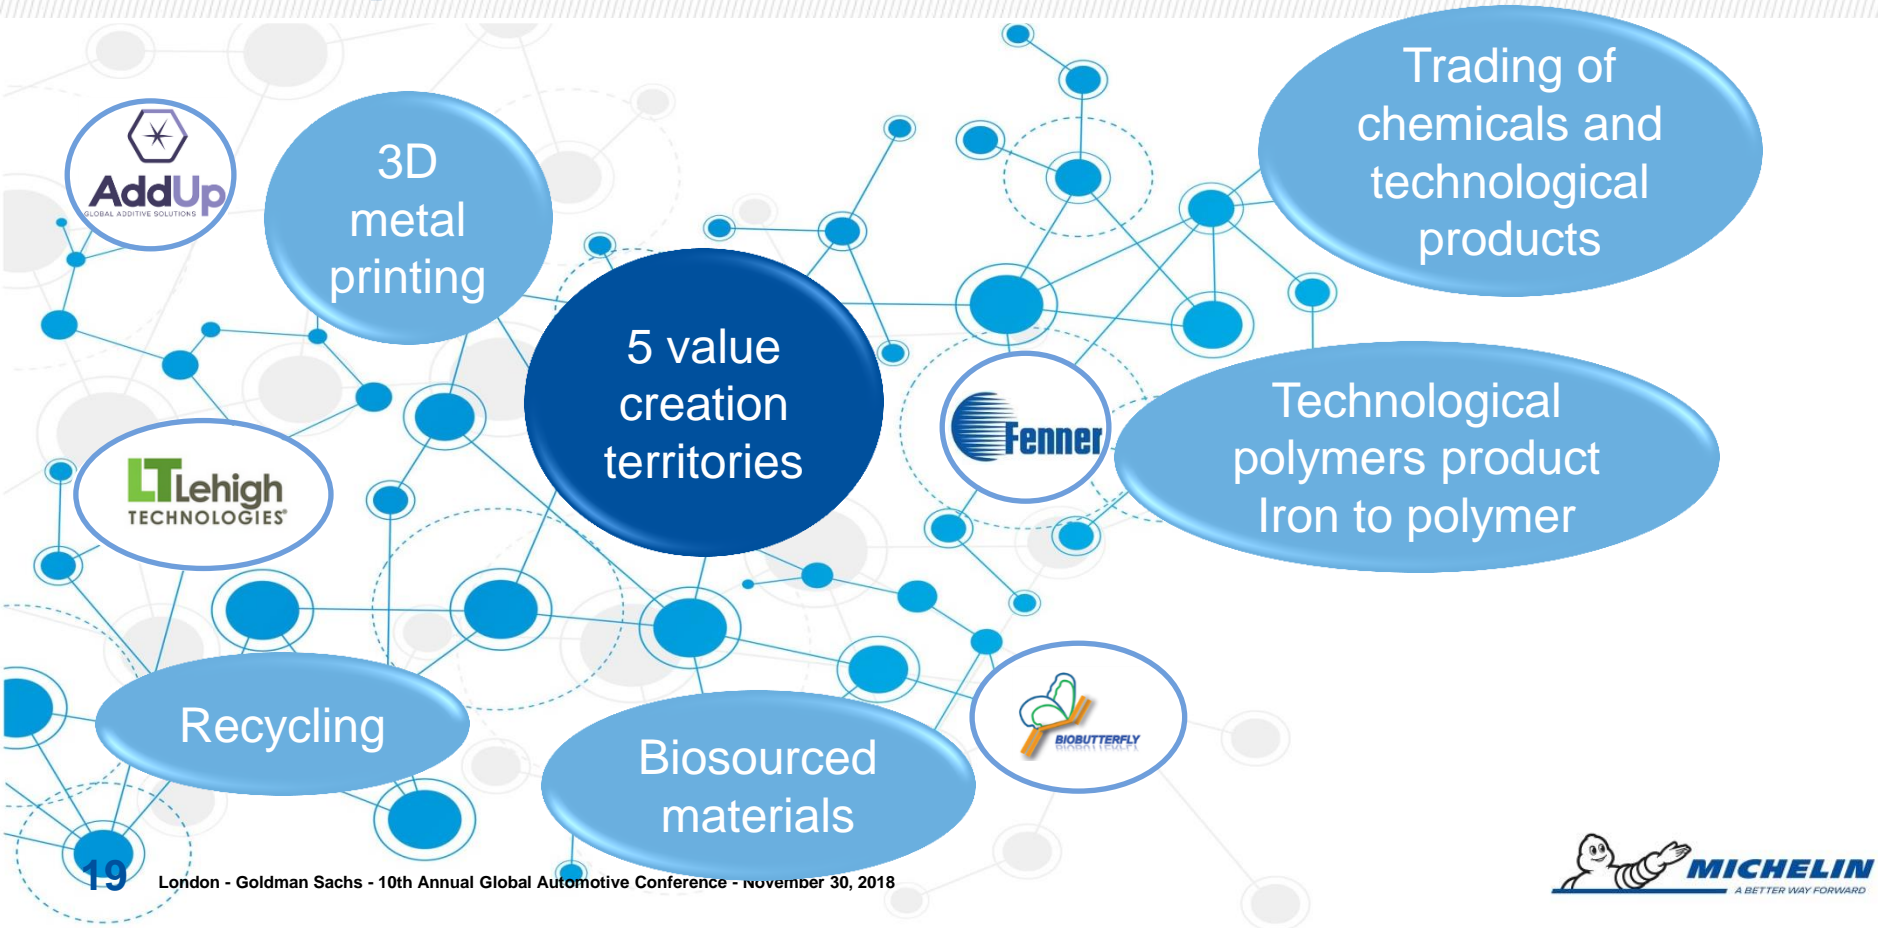 AddUp
GLOBAL ADDITIVE SOLUTIONS
3D
metal
printing
Trading of
chemicals and
technological
products
5 value
creation
territories
Fenner
Technological
polymers product
Iron to polymer
LT Lehigh
TECHNOLOGIES
Recycling
Biosourced
materials
BIOBUTTERFLY
19
London - Goldman Sachs - 10th Annual Global Automotive Conference - November 30, 2018
MICHELIN
A BETTER WAY FORWARD